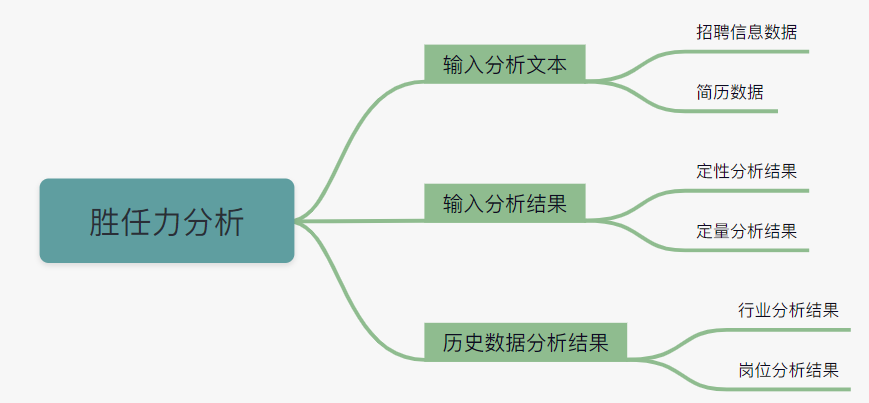 胜任力分析
输入分析文本
招聘信息数据
简历数据
输入分析结果
定性分析结果
定量分析结果
历史数据分析结果
行业分析结果
岗位分析结果